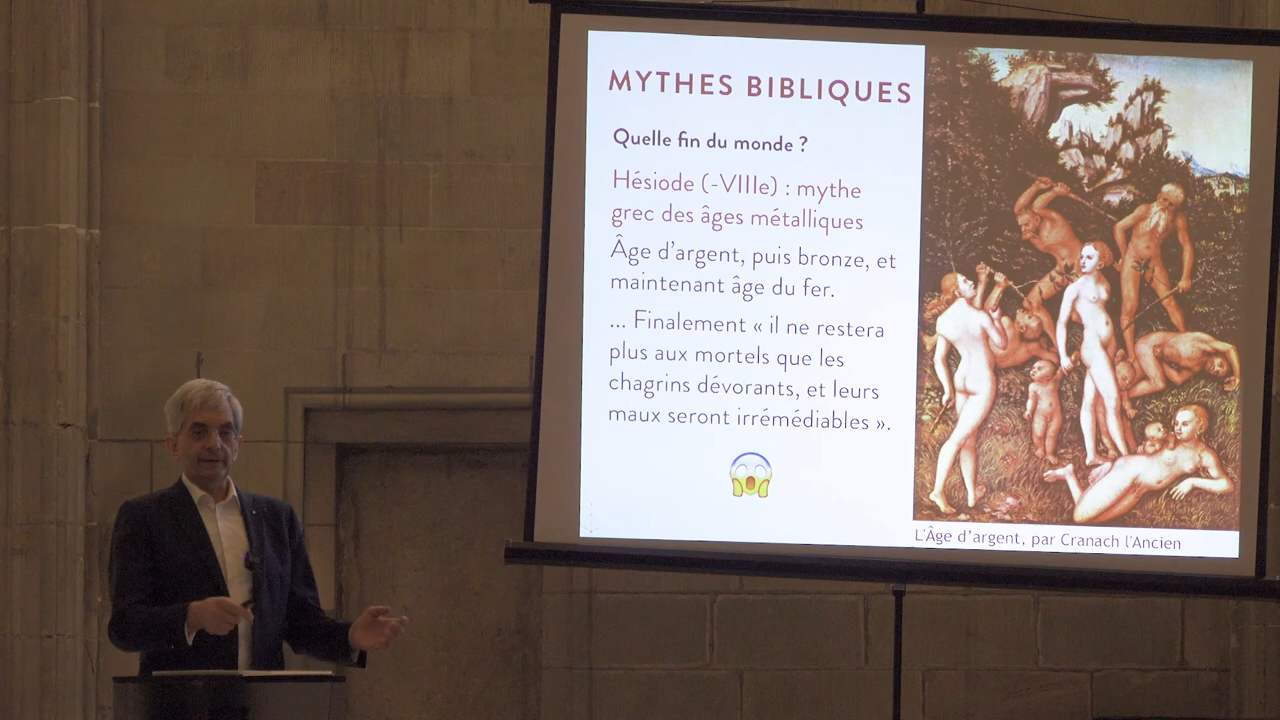 MYTHES BIBLIQUES
Quelle fin du monde ?
Hésiode (-VIIIe) : mythe
grec des âges métalliques
Âge d’argent, puis bronze, et
maintenant âge du fer.
... Finalement « il ne restera
plus aux mortels que les
chagrins dévorants, et leurs
maux seront irrémédiables ».
L'Âge d’argent, par Cranach l'Ancien